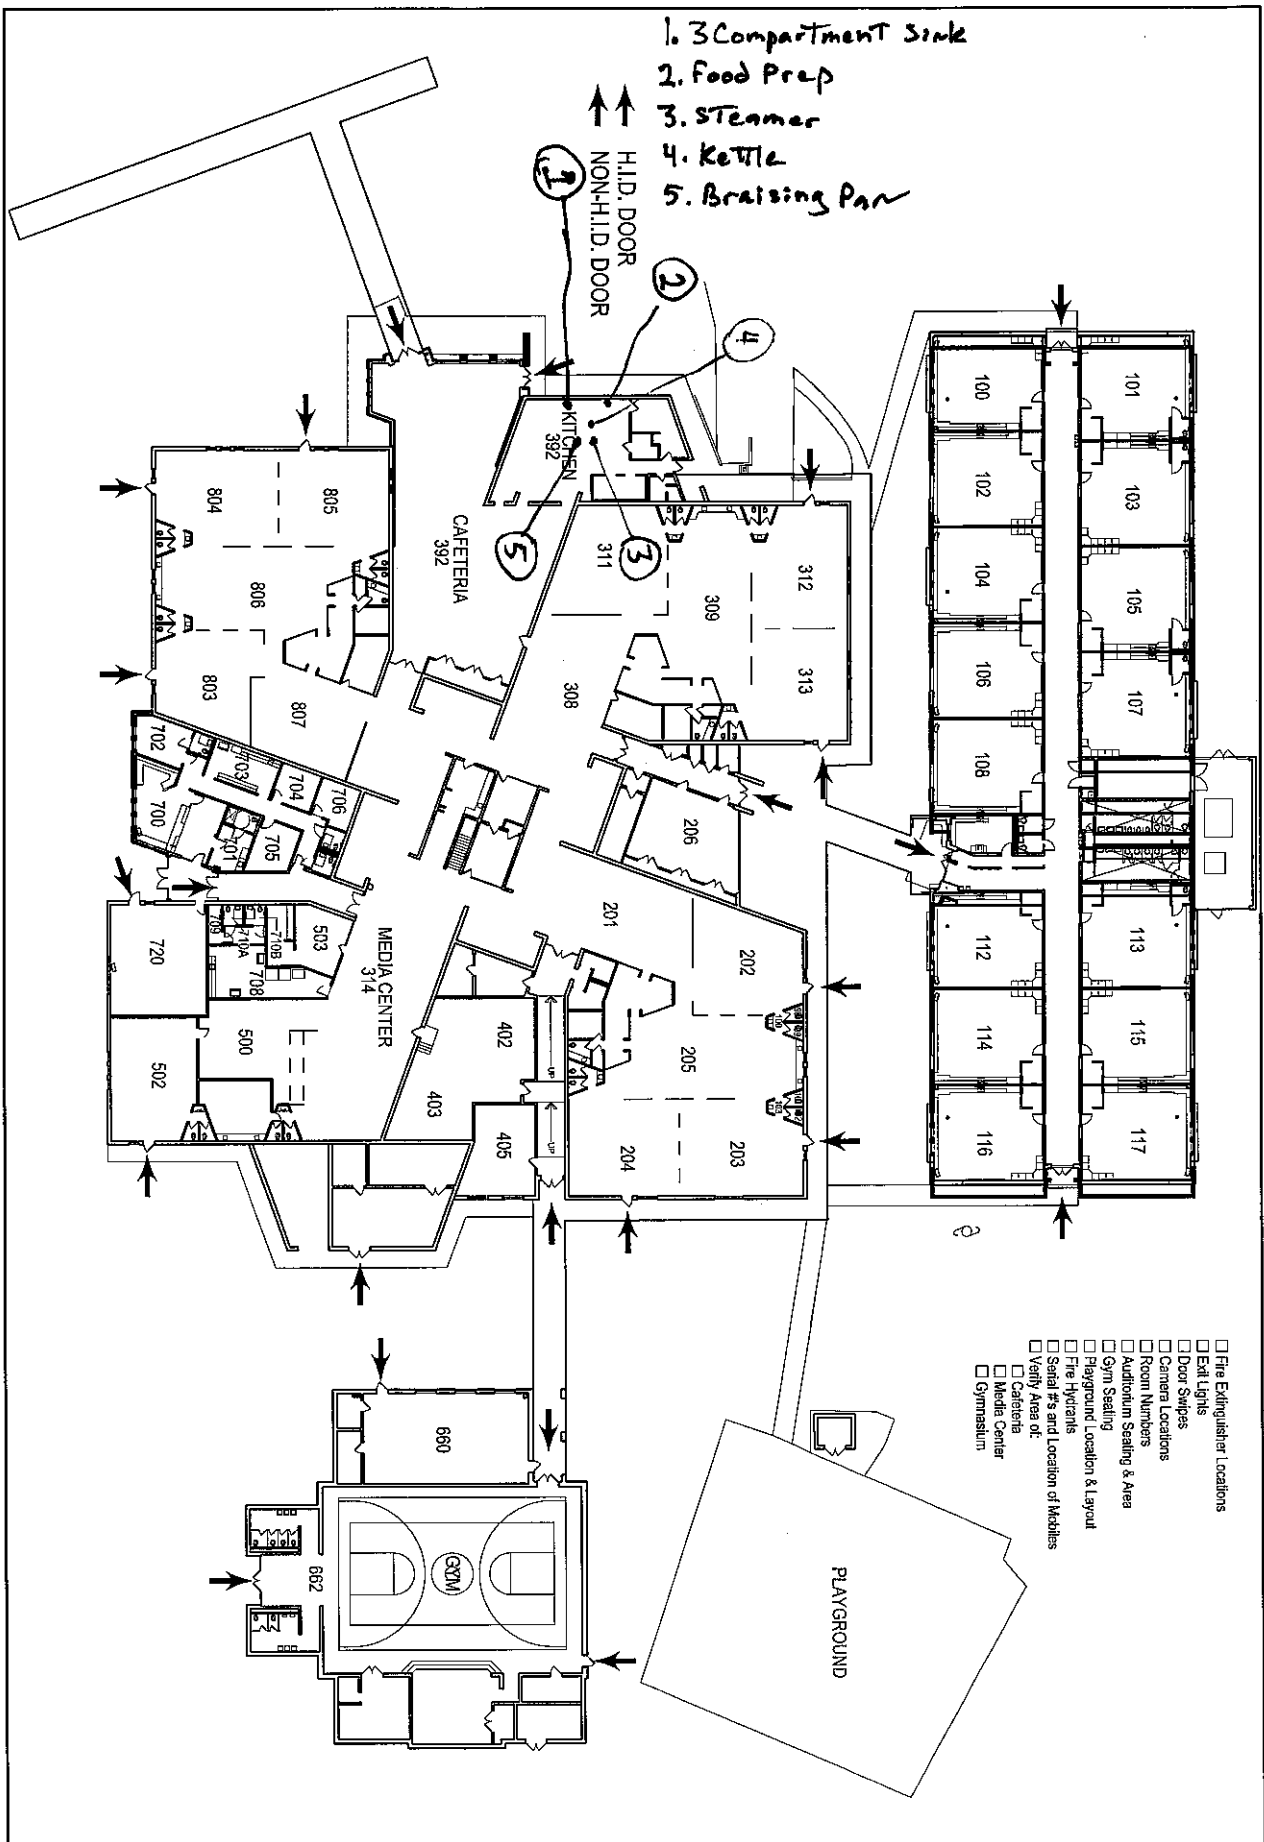 1. 3 Compartment Sink
2. Food Prep
3. STeamer
4. KeTTle
5. Braising Pan
H.I.D. DOOR
NON-H.I.D. DOOR
1
2
4
3
5
KITCHEN
392
CAFETERIA
392
100
101
102
103
104
105
106
107
108
112
113
114
115
116
117
804
805
806
803
807
311
312
309
313
308
206
201
202
205
203
204
702
703
704
706
700
701
705
720
709
710A
710B
503
708
MEDIA CENTER
314
500
502
402
403
405
UP
UP
660
662
GYM
PLAYGROUND
Fire Extinguisher Locations
Exit Lights
Door Swipes
Camera Locations
Room Numbers
Auditorium Seating & Area
Gym Seating
Playground Location & Layout
Fire Hydrants
Serial #'s and Location of Mobiles
Verify Area of:
Cafeteria
Media Center
Gymnasium